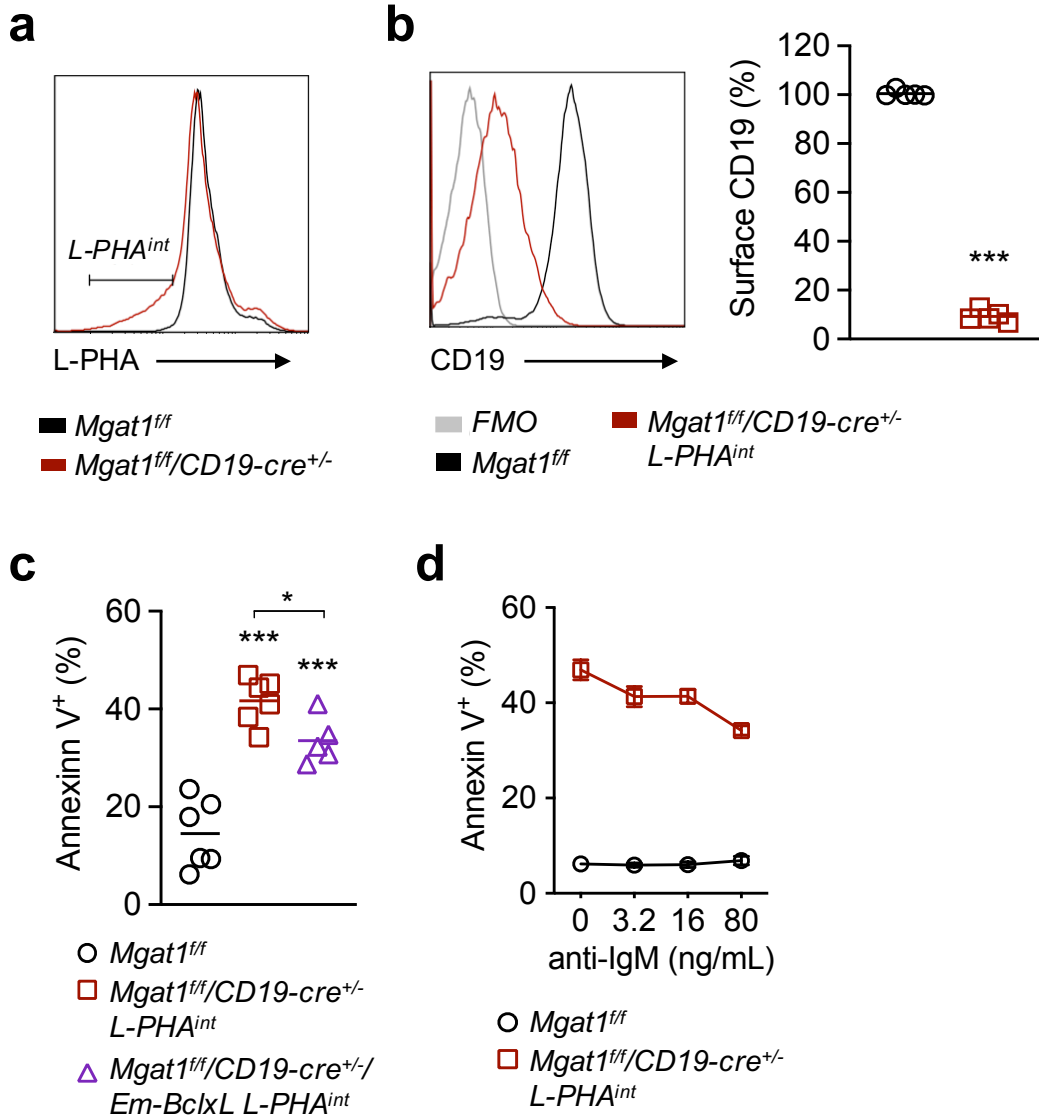 a
L-PHAint
L-PHA
Mgat1f/f
Mgat1f/f/CD19-cre+/-
b
CD19
FMO
Mgat1f/f
Mgat1f/f/CD19-cre+/-
L-PHAint
Surface CD19 (%)
120
100
80
60
40
20
0
***
c
Annexinn V+ (%)
60
40
20
0
*
***
***
Mgat1f/f
Mgat1f/f/CD19-cre+/-
L-PHAint
Mgat1f/f/CD19-cre+/-/
Em-BclxL L-PHAint
d
Annexin V+ (%)
60
40
20
0
0 3.2 16 80
anti-IgM (ng/mL)
Mgat1f/f
Mgat1f/f/CD19-cre+/-
L-PHAint